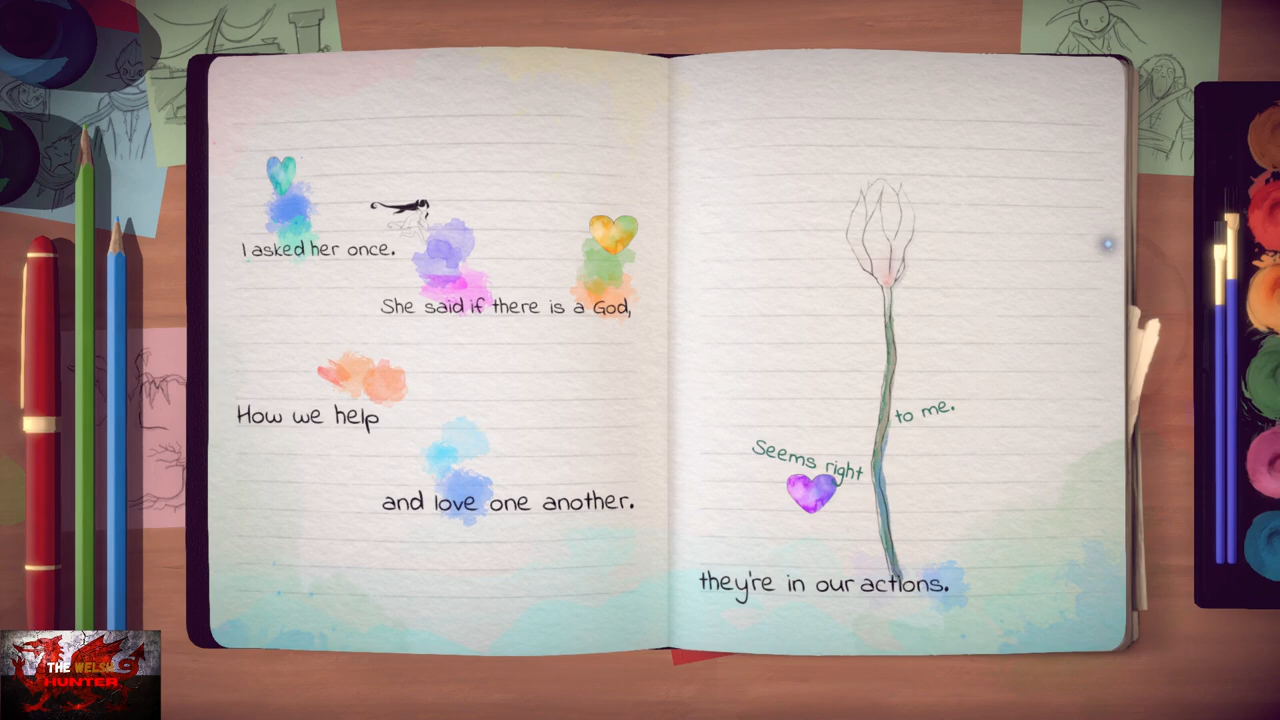 I asked her once.
She said if there is a God,
How we help
and love one another.
Seems right
to me.
they're in our actions.
THE WELSH
HUNTER